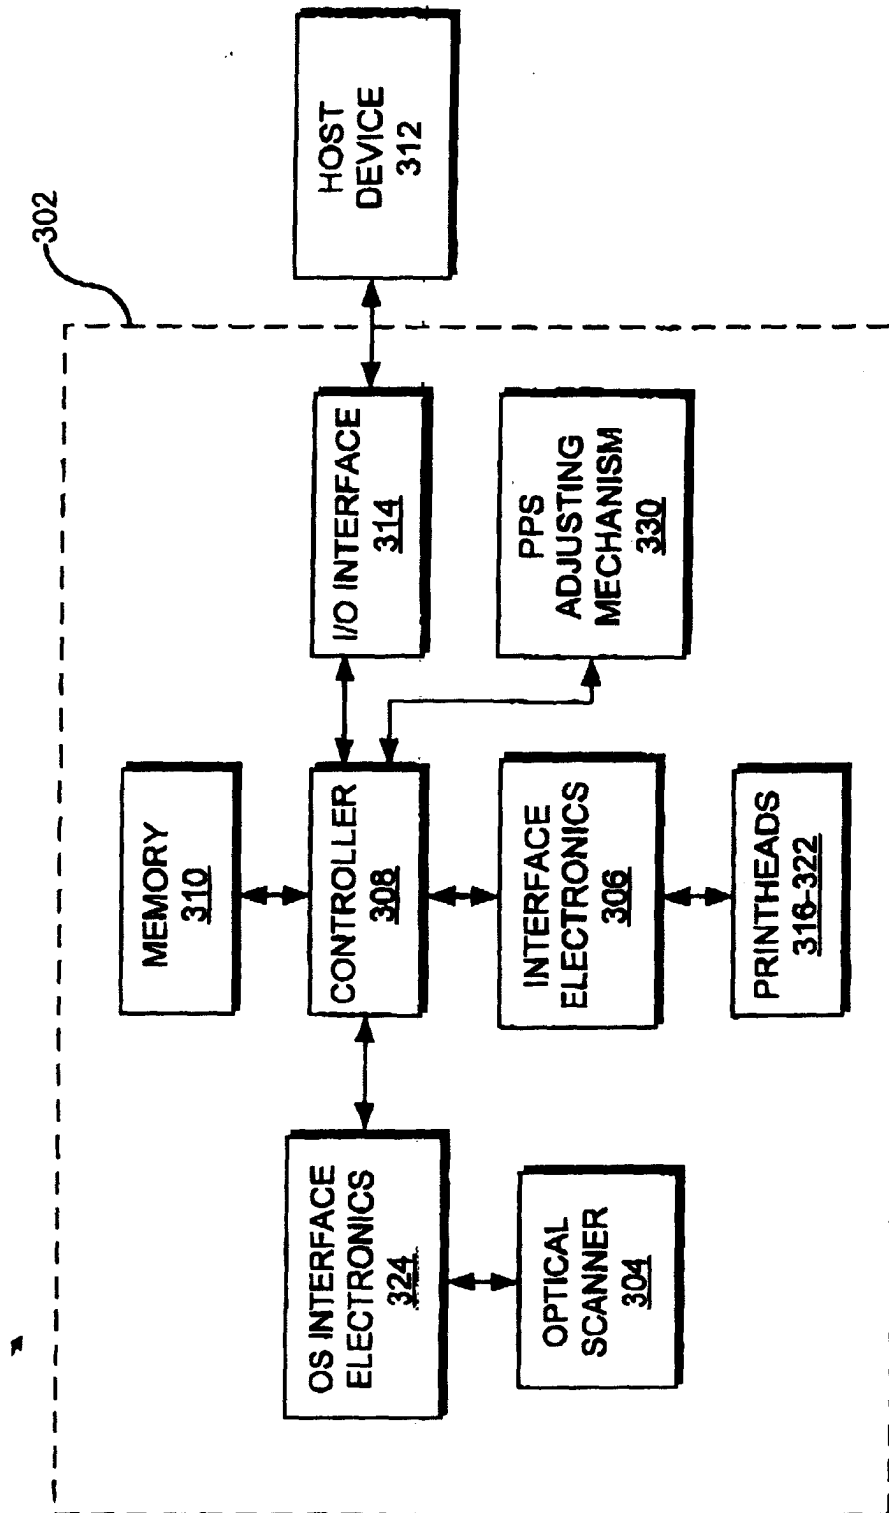 302
HOST
DEVICE
312
MEMORY
310
OS INTERFACE
ELECTRONICS
324
CONTROLLER
308
I/O INTERFACE
314
OPTICAL
SCANNER
304
INTERFACE
ELECTRONICS
306
PPS
ADJUSTING
MECHANISM
330
PRINTHEADS
316-322